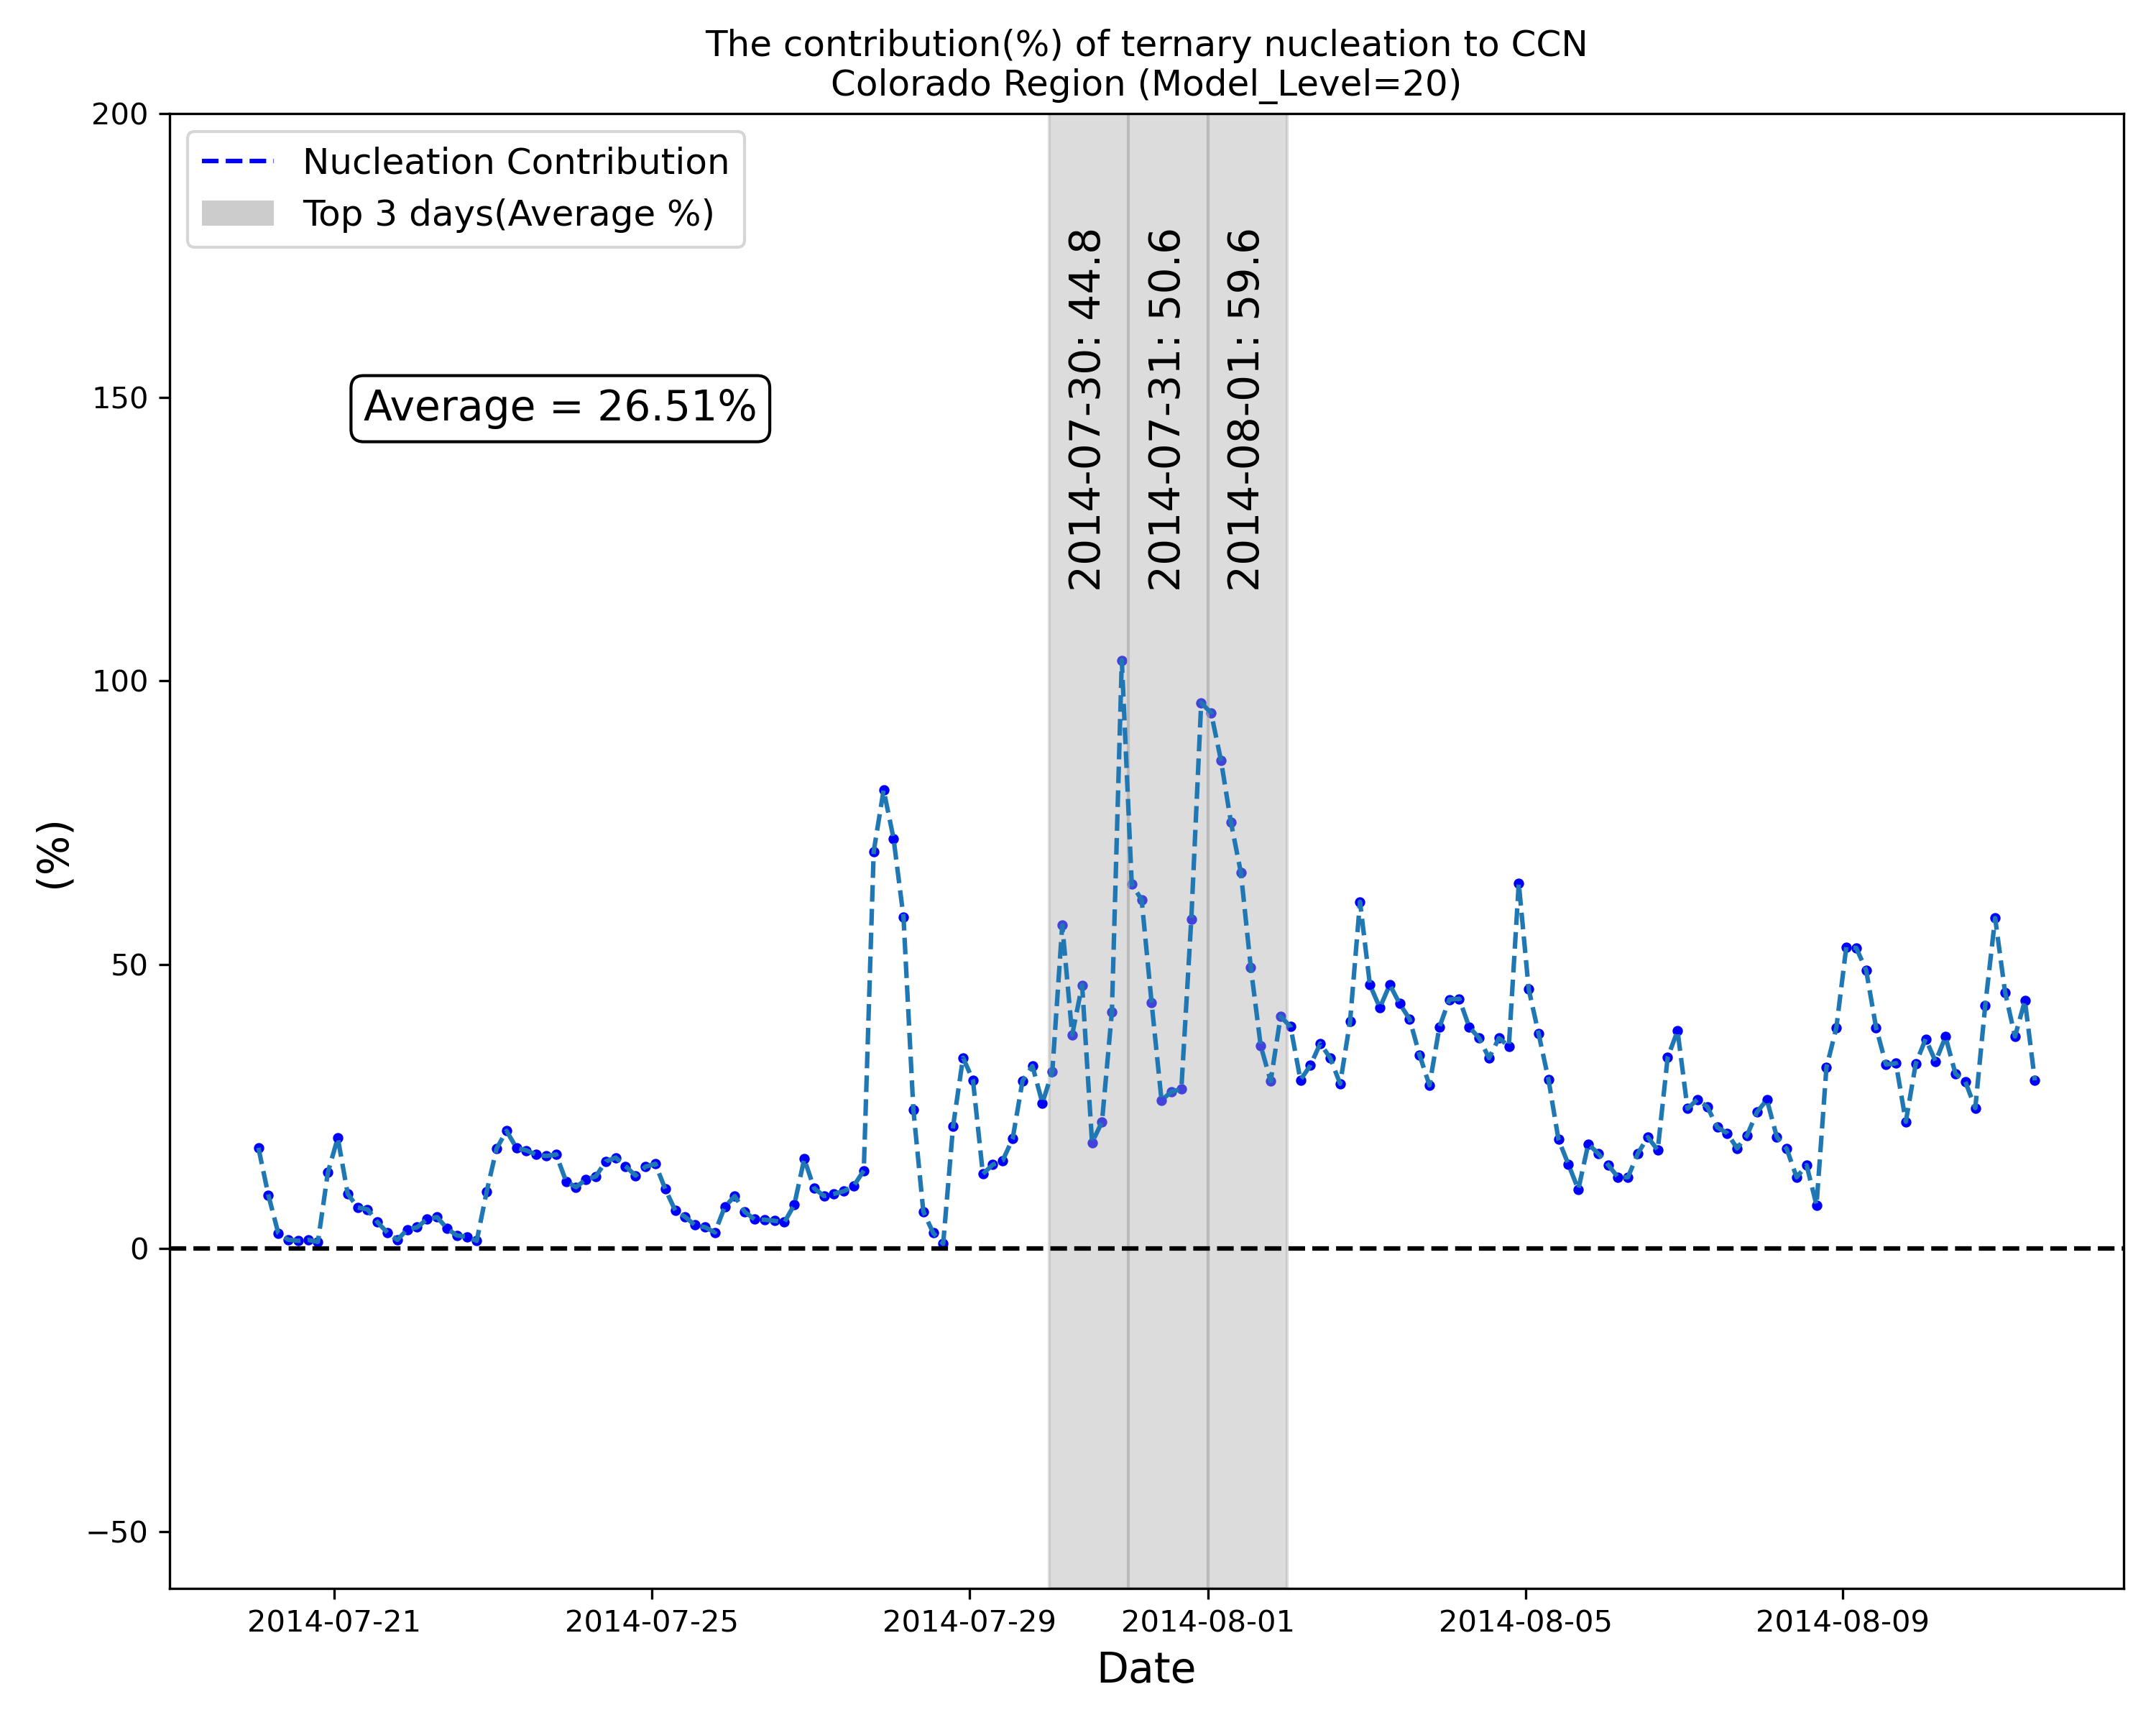 The contribution(%) of ternary nucleation to CCN
Colorado Region (Model_Level=20)
200
150
100
50
0
−50
(%)
Nucleation Contribution
Top 3 days(Average %)
Average = 26.51%
2014-07-30: 44.8
2014-07-31: 50.6
2014-08-01: 59.6
2014-07-21
2014-07-25
2014-07-29
2014-08-01
2014-08-05
2014-08-09
Date